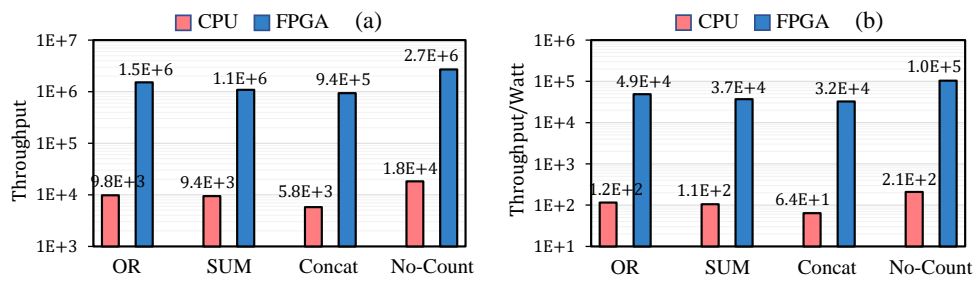 CPU FPGA (a)
Throughput
1E+7
1E+6
1E+5
1E+4
1E+3
1.5E+6
1.1E+6
9.4E+5
2.7E+6
9.8E+3
9.4E+3
5.8E+3
1.8E+4
OR SUM Concat No-Count
CPU FPGA (b)
Throughput/Watt
1E+6
1E+5
1E+4
1E+3
1E+2
1E+1
4.9E+4
3.7E+4
3.2E+4
1.0E+5
1.2E+2
1.1E+2
6.4E+1
2.1E+2
OR SUM Concat No-Count